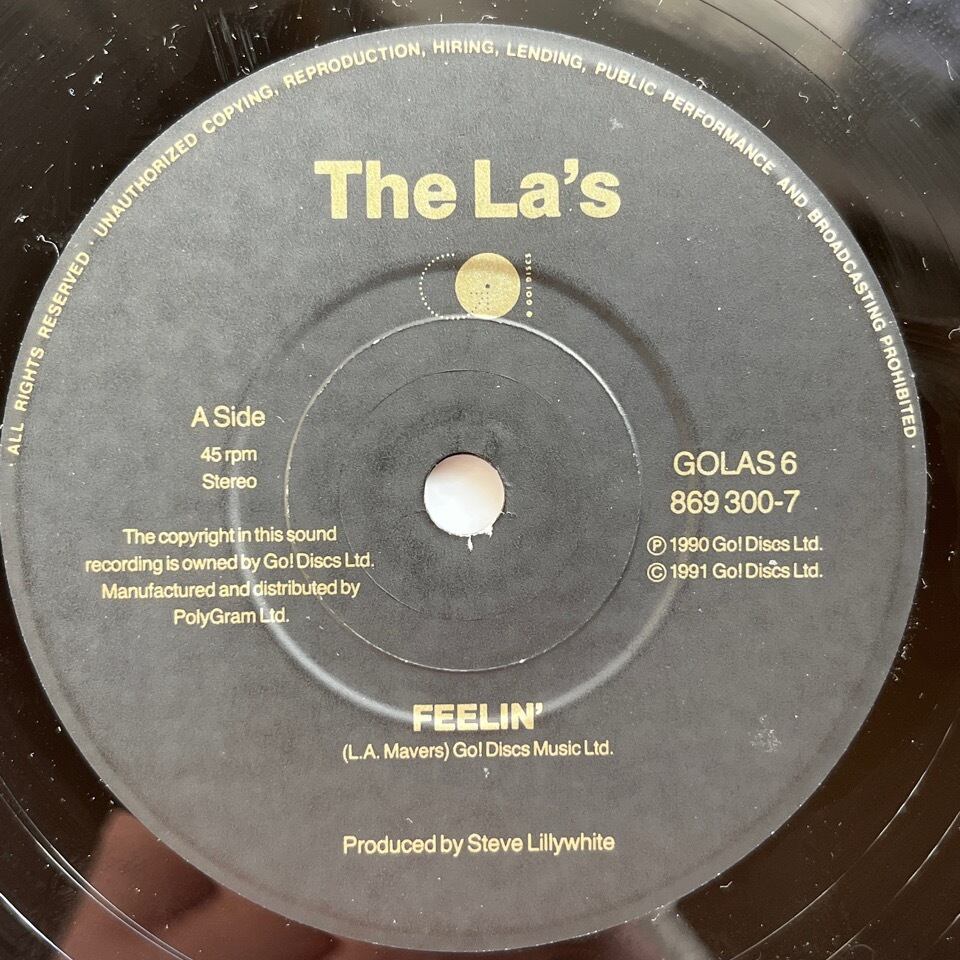 · ALL RIGHTS RESERVED · UNAUTHORIZED COPYING, REPRODUCTION, HIRING, LENDING, PUBLIC PERFORMANCE AND BROADCASTING PROHIBITED ·
The La's
® GO! DISCS
A Side
45 rpm
Stereo
The copyright in this sound
recording is owned by Go! Discs Ltd.
Manufactured and distributed by
PolyGram Ltd.
GOLAS 6
869 300-7
Ⓟ 1990 Go! Discs Ltd.
© 1991 Go! Discs Ltd.
FEELIN'
(L.A. Mavers) Go! Discs Music Ltd.
Produced by Steve Lillywhite